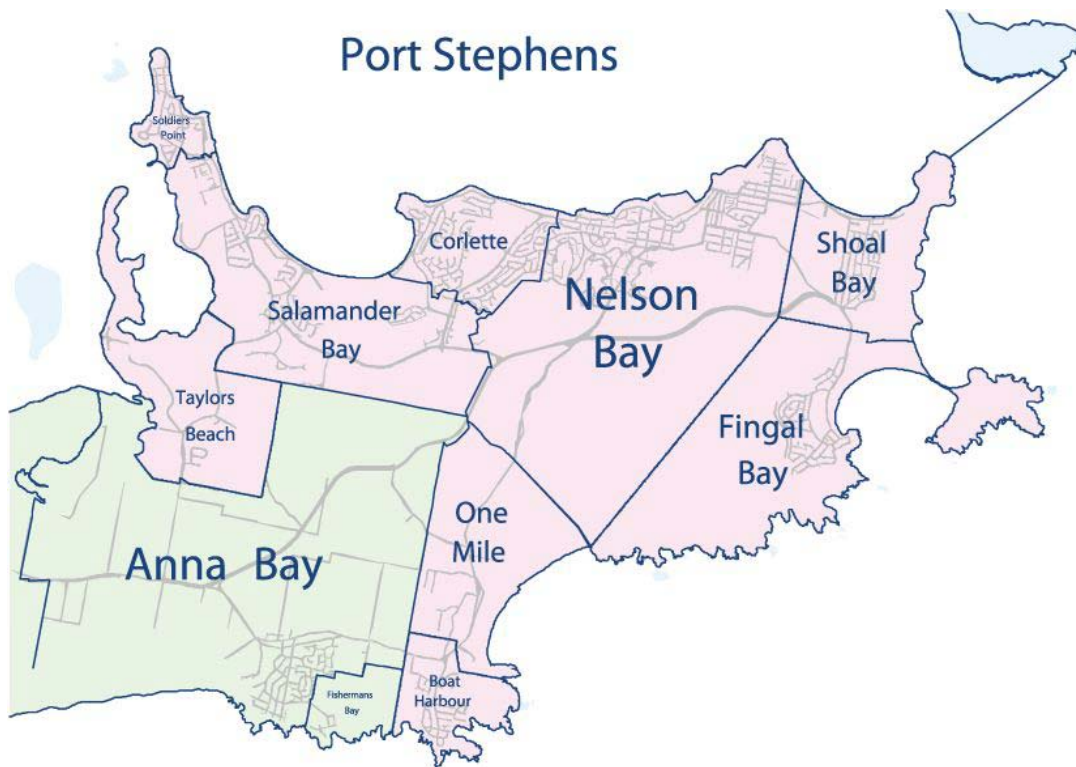 Port Stephens
Soldiers
Point
Corlette
Shoal
Bay
Nelson
Bay
Salamander
Bay
Taylors
Beach
Fingal
Bay
One
Mile
Anna Bay
Boat
Harbour
Fishermans
Bay